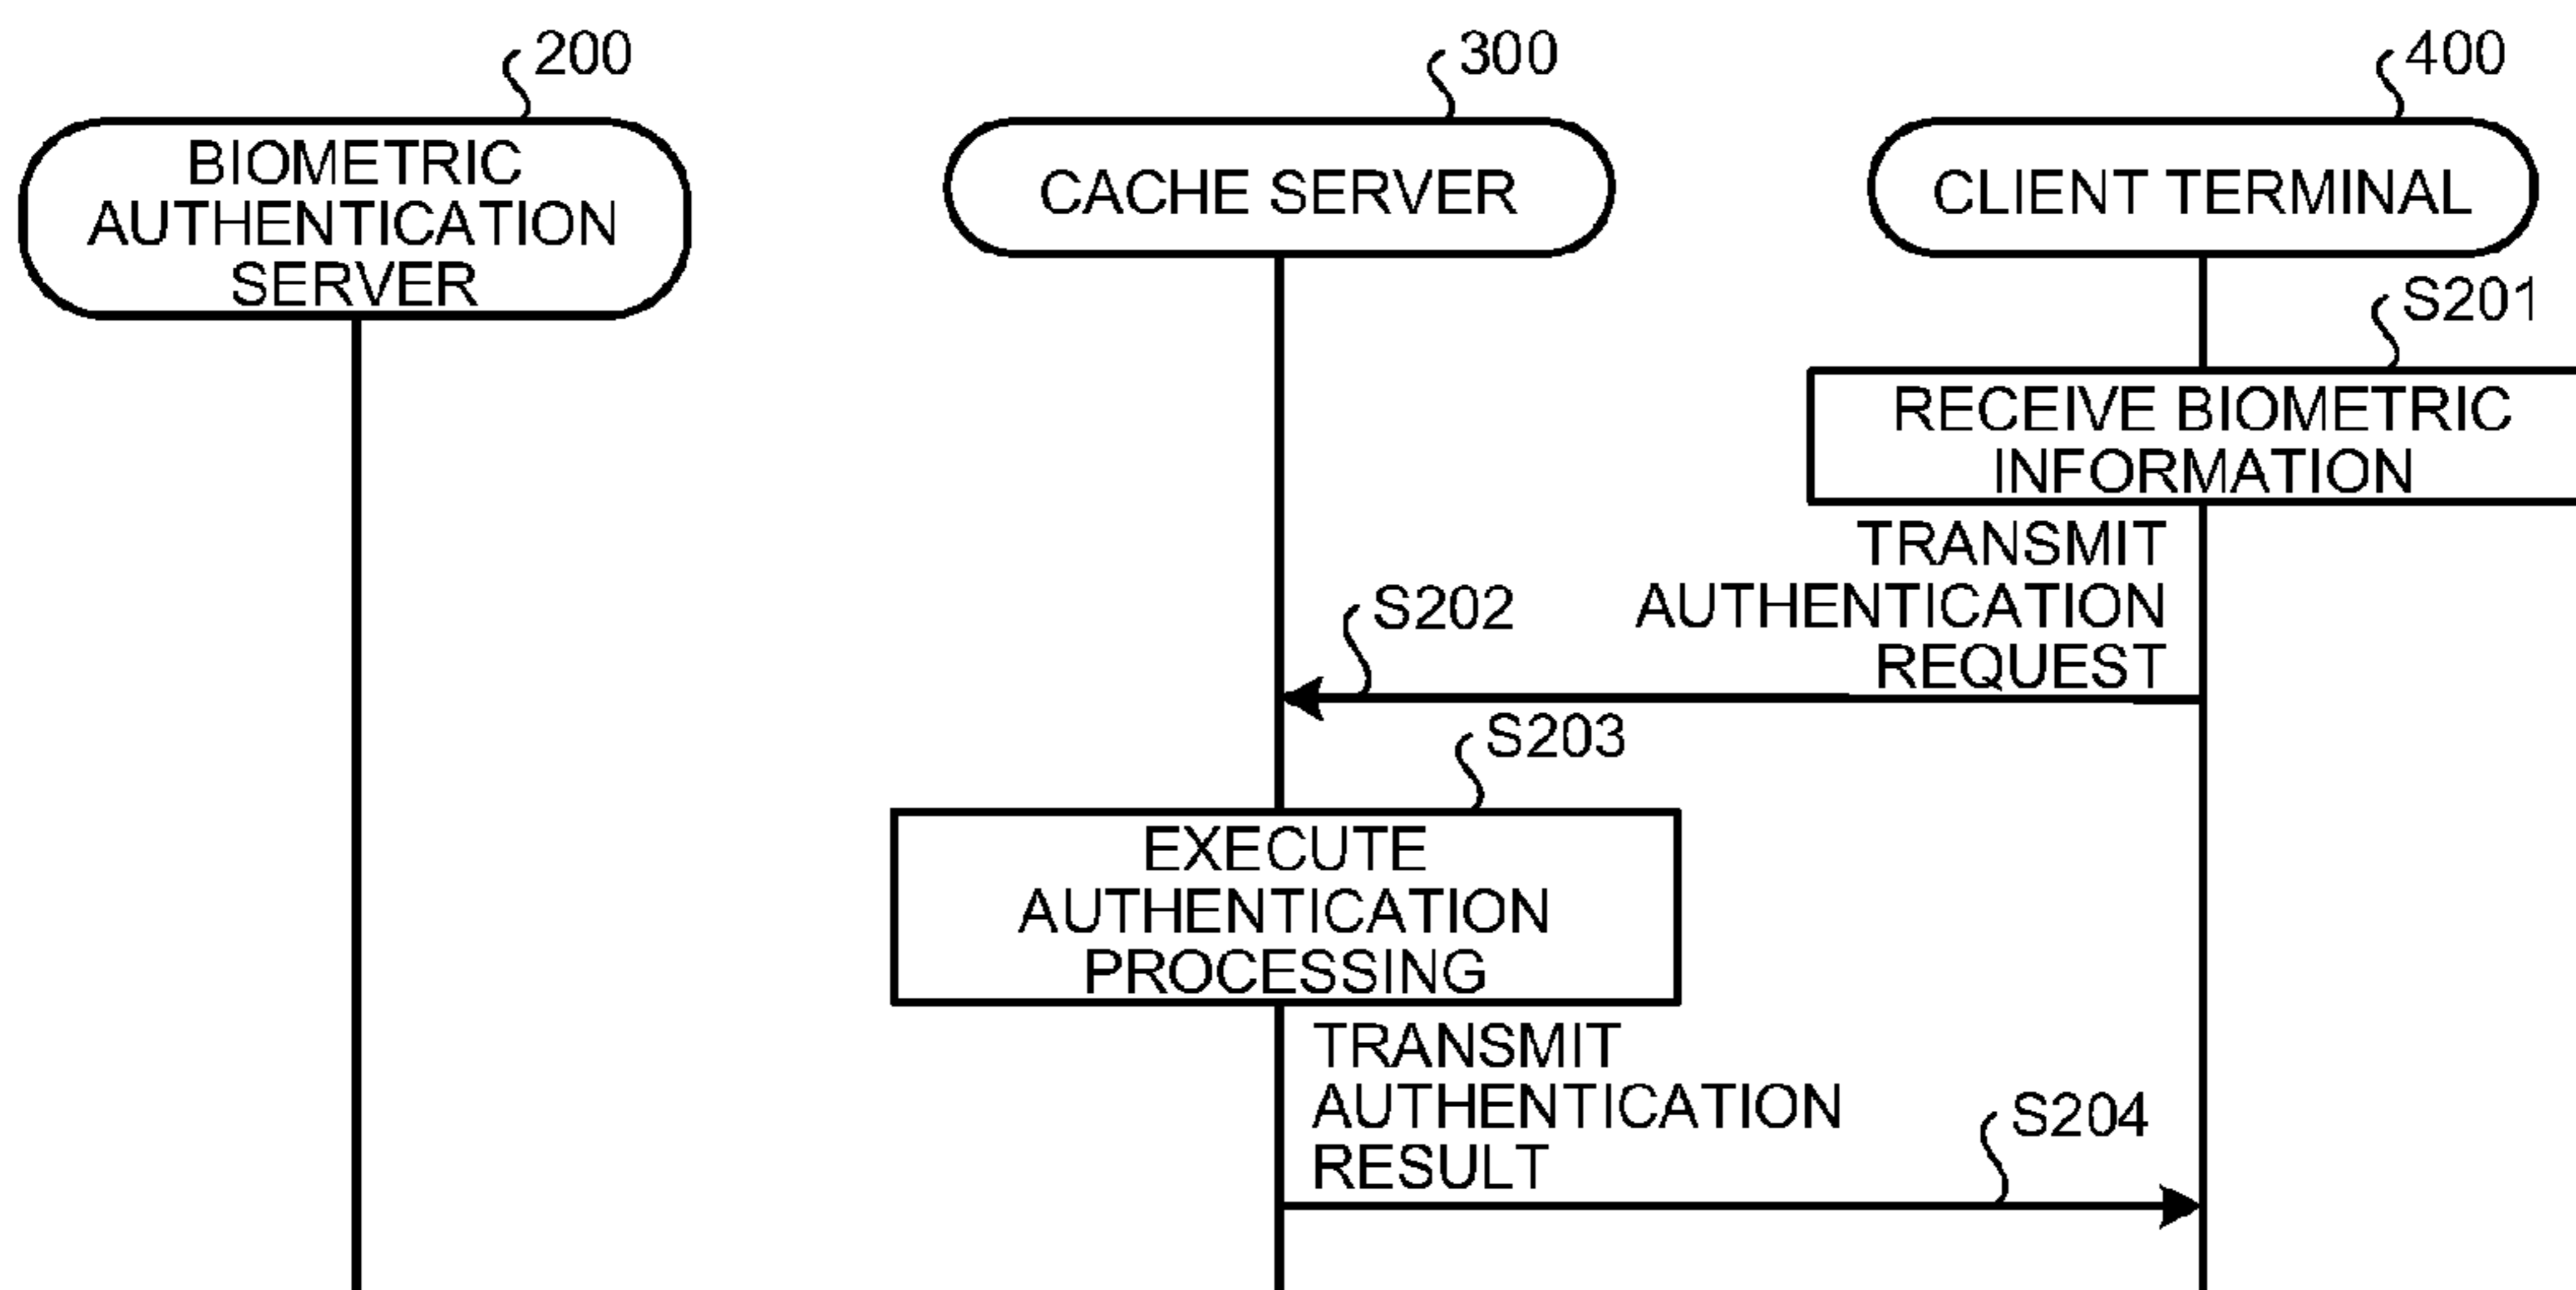 200
300
400
BIOMETRIC
AUTHENTICATION
SERVER
CACHE SERVER
CLIENT TERMINAL
S201
RECEIVE BIOMETRIC
INFORMATION
TRANSMIT
AUTHENTICATION
REQUEST
S202
S203
EXECUTE
AUTHENTICATION
PROCESSING
TRANSMIT
AUTHENTICATION
RESULT
S204